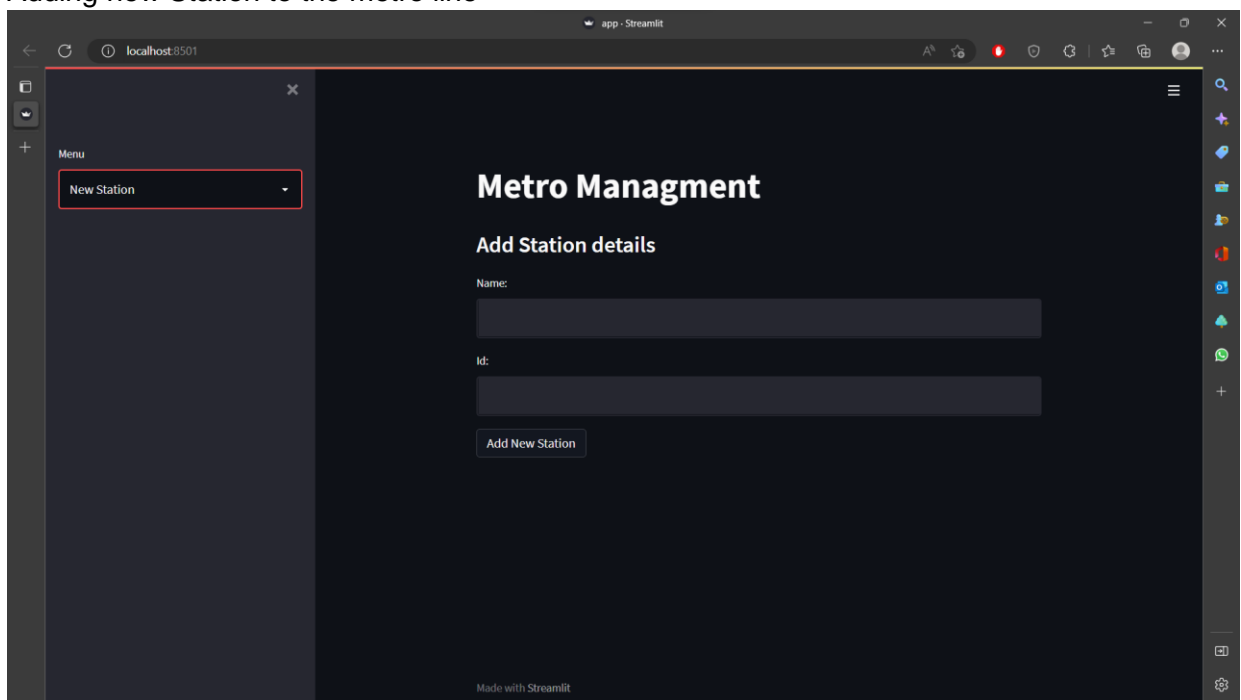 Adding new Station to the metro line
app - Streamlit
localhost:8501
Menu
New Station
Metro Managment
Add Station details
Name:
Id:
Add New Station
Made with Streamlit